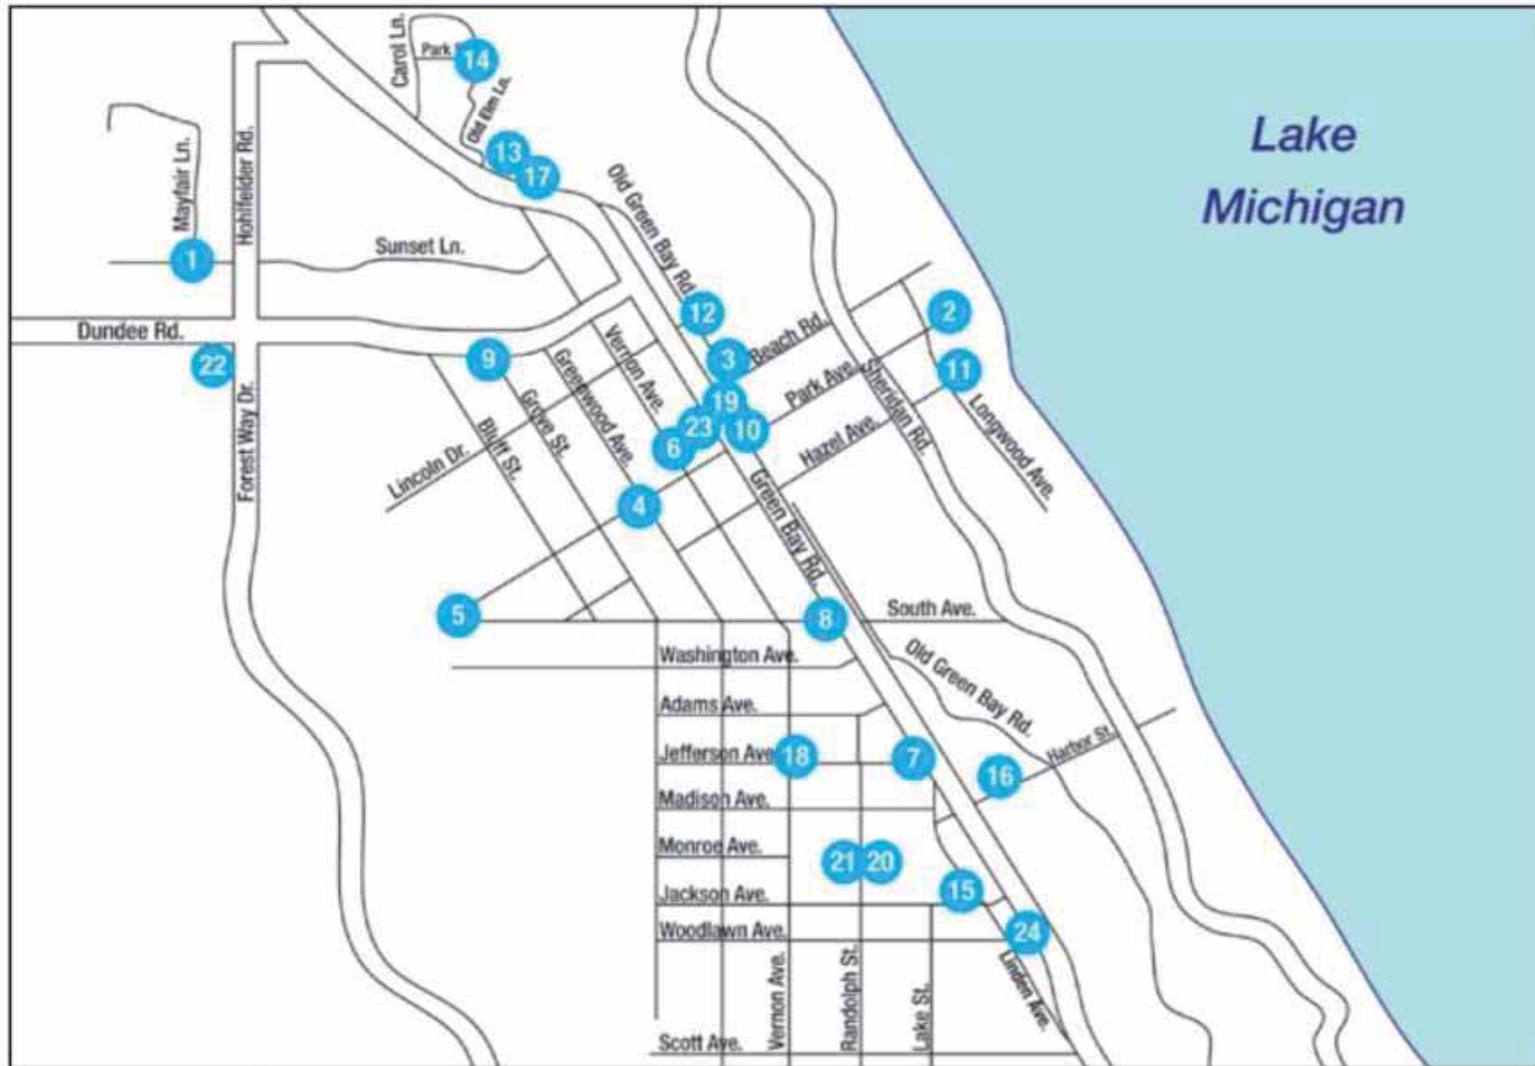 Carol Ln.
Park
14
Old Elm Ln.
Lake
Michigan
Mayfair Ln.
Hohlfelder Rd.
13
17
Old Green Bay Rd.
1
Sunset Ln.
12
2
Dundee Rd.
22
9
Vernon Ave.
3
Beach Rd.
11
Greenwood Ave.
Park Ave.
Sheridan Rd.
19
Grove St.
23
10
Longwood Ave.
Bluff St.
6
Hazel Ave.
Lincoln Dr.
Forest Way Dr.
4
Green Bay Rd.
5
8
South Ave.
Washington Ave.
Old Green Bay Rd.
Adams Ave.
Jefferson Ave
18
7
16
Harbor St.
Madison Ave.
Monroe Ave.
21
20
Jackson Ave.
15
Woodlawn Ave.
24
Vernon Ave.
Randolph St.
Lake St.
Linden Ave.
Scott Ave.